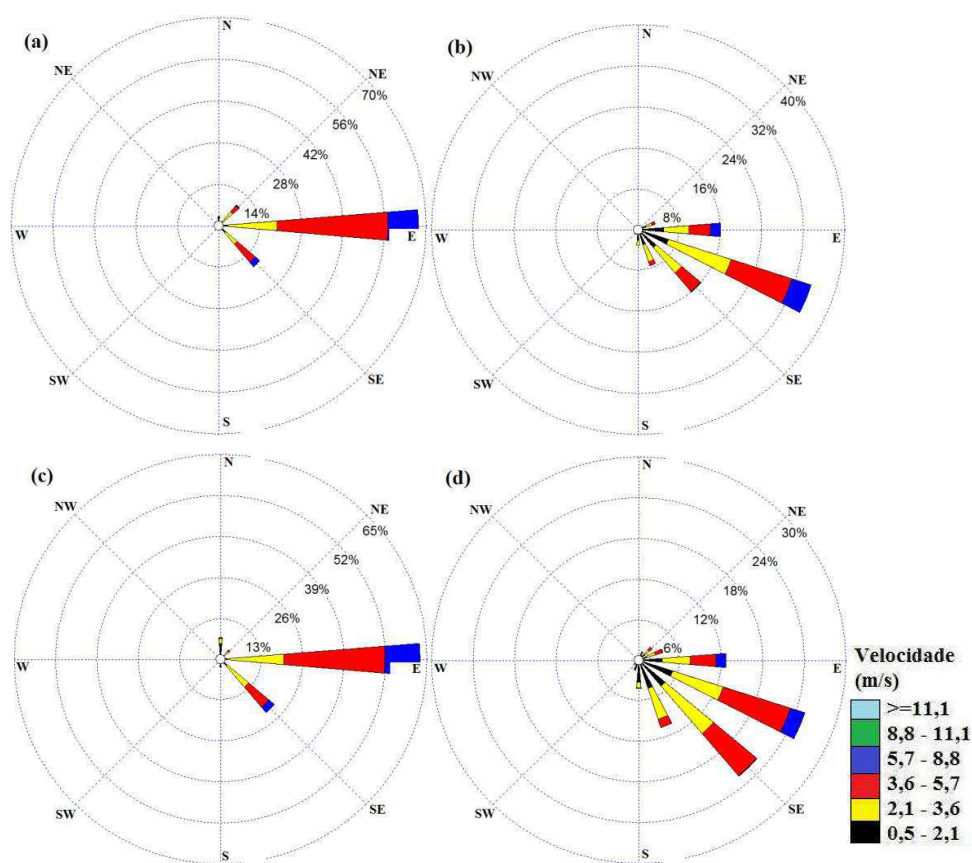 (a)
N
NE
NE
70%
56%
42%
28%
14%
W
E
SW
SE
S
(b)
N
NW
NE
40%
32%
24%
16%
8%
W
E
SW
SE
S
(c)
N
NW
NE
65%
52%
39%
26%
13%
W
E
SW
SE
S
(d)
N
NW
NE
30%
24%
18%
12%
6%
W
E
SW
SE
S
Velocidade
(m/s)
>=11,1
8,8 - 11,1
5,7 - 8,8
3,6 - 5,7
2,1 - 3,6
0,5 - 2,1